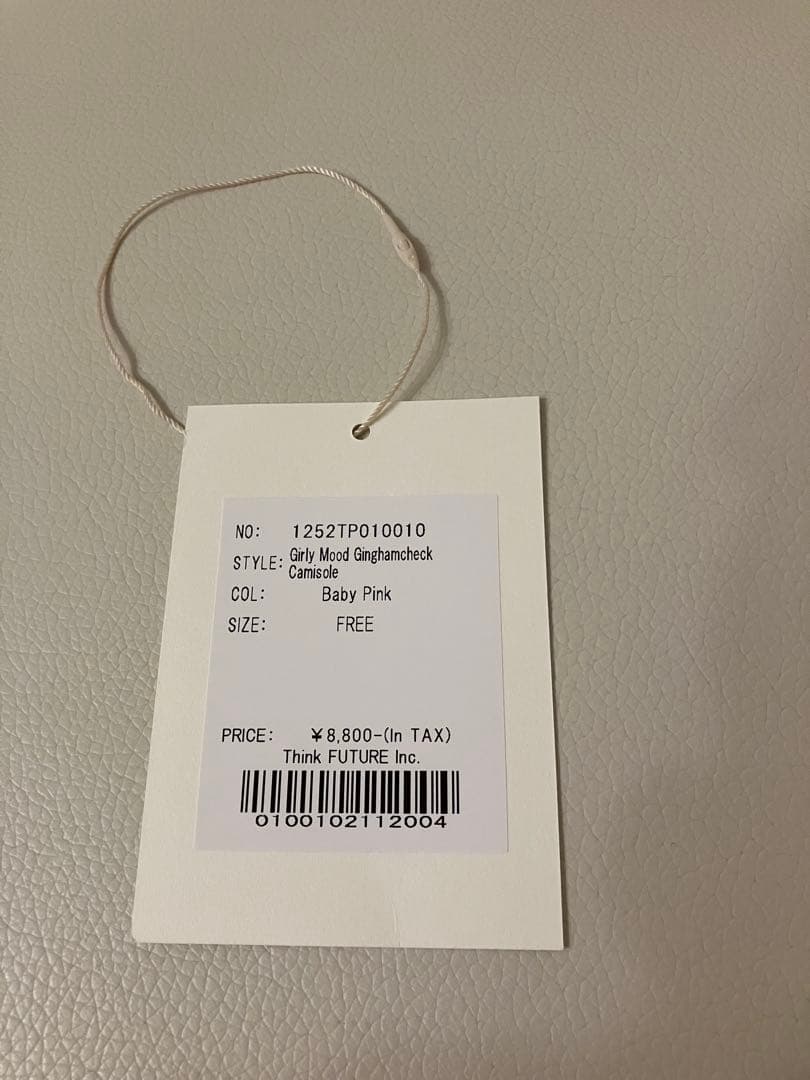 NO: 1252TP010010
STYLE: Girly Mood Ginghamcheck
Camisole
COL: Baby Pink
SIZE: FREE
PRICE: ¥8,800-(In TAX)
Think FUTURE Inc.
0100102112004